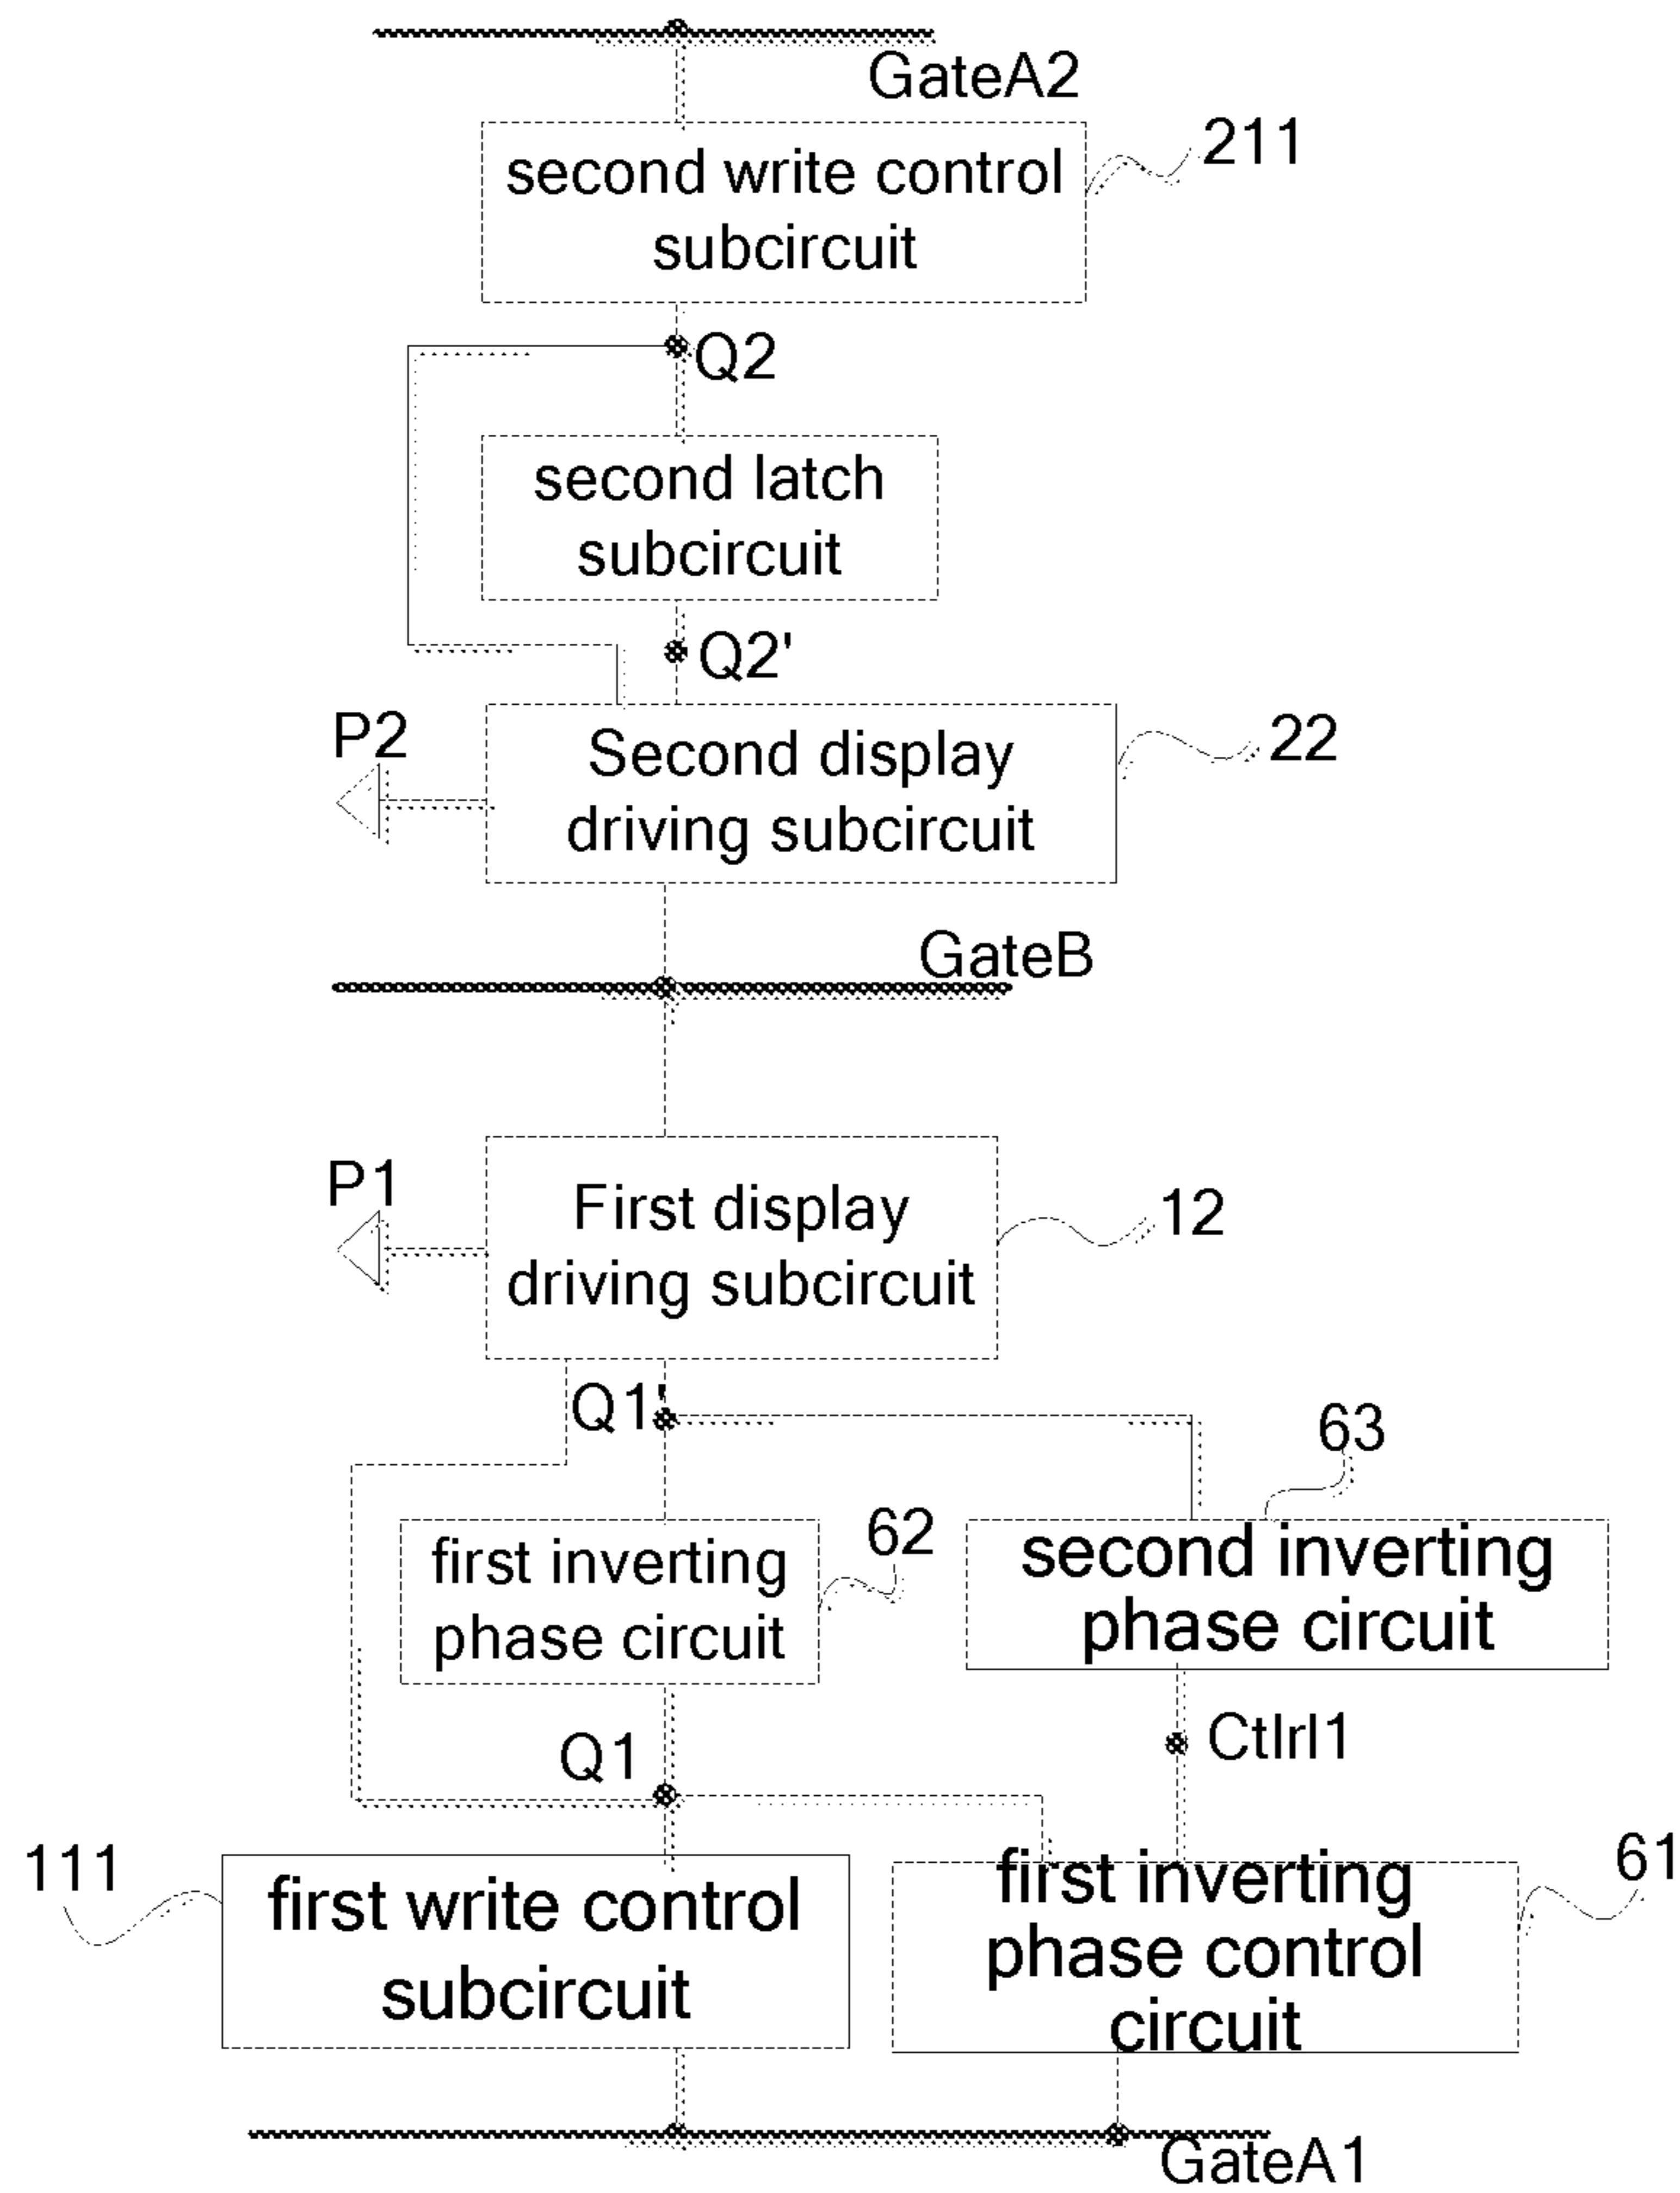 GateA2
211
second write control
subcircuit
Q2
second latch
subcircuit
Q2'
P2
Second display
driving subcircuit
22
GateB
P1
First display
driving subcircuit
12
Q1'
63
62
first inverting
phase circuit
second inverting
phase circuit
Q1
Ctlrl1
111
first write control
subcircuit
first inverting
phase control
circuit
61
GateA1